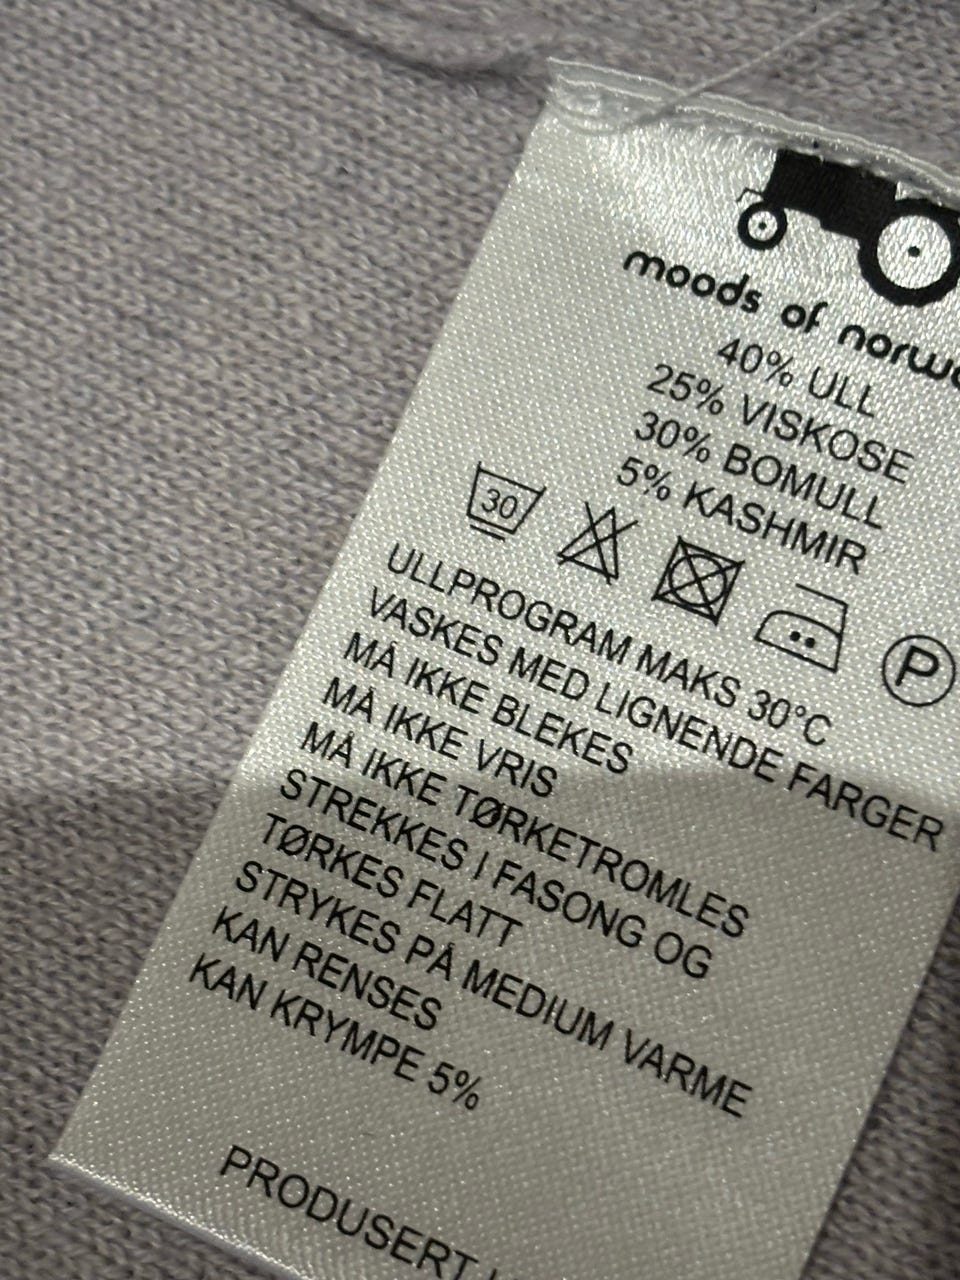 moods of norwa
40% ULL
25% VISKOSE
30% BOMULL
5% KASHMIR
30
P
ULLPROGRAM MAKS 30°C
VASKES MED LIGNENDE FARGER
MÅ IKKE BLEKES
MÅ IKKE VRIS
MÅ IKKE TØRKETROMLES
STREKKES I FASONG OG
TØRKES FLATT
STRYKES PÅ MEDIUM VARME
KAN RENSES
KAN KRYMPE 5%
PRODUSERT